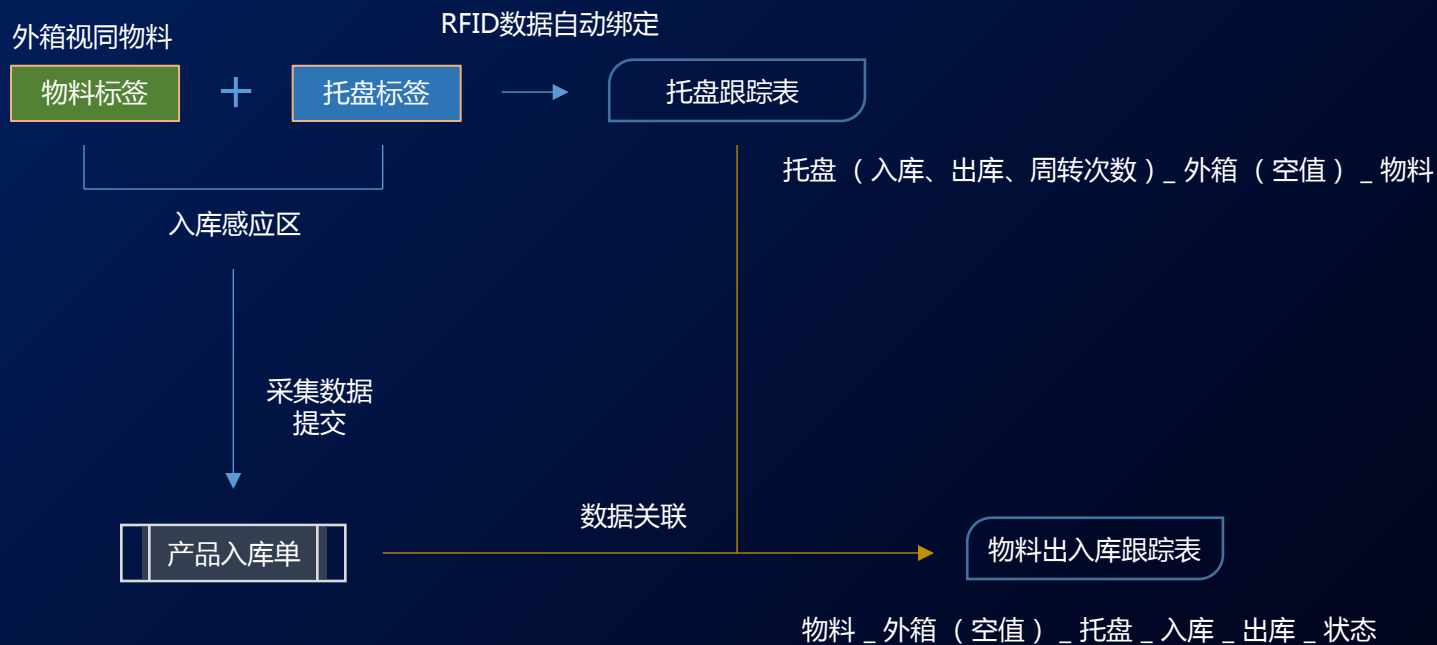 RFID数据自动绑定
外箱视同物料
物料标签
+
托盘标签
托盘跟踪表
托盘 （ 入库、出库、周转次数 ）_ 外箱 （ 空值 ） _ 物料
入库感应区
采集数据
提交
数据关联
产品入库单
物料出入库跟踪表
物料 _ 外箱 （ 空值 ） _ 托盘 _ 入库 _ 出库 _ 状态